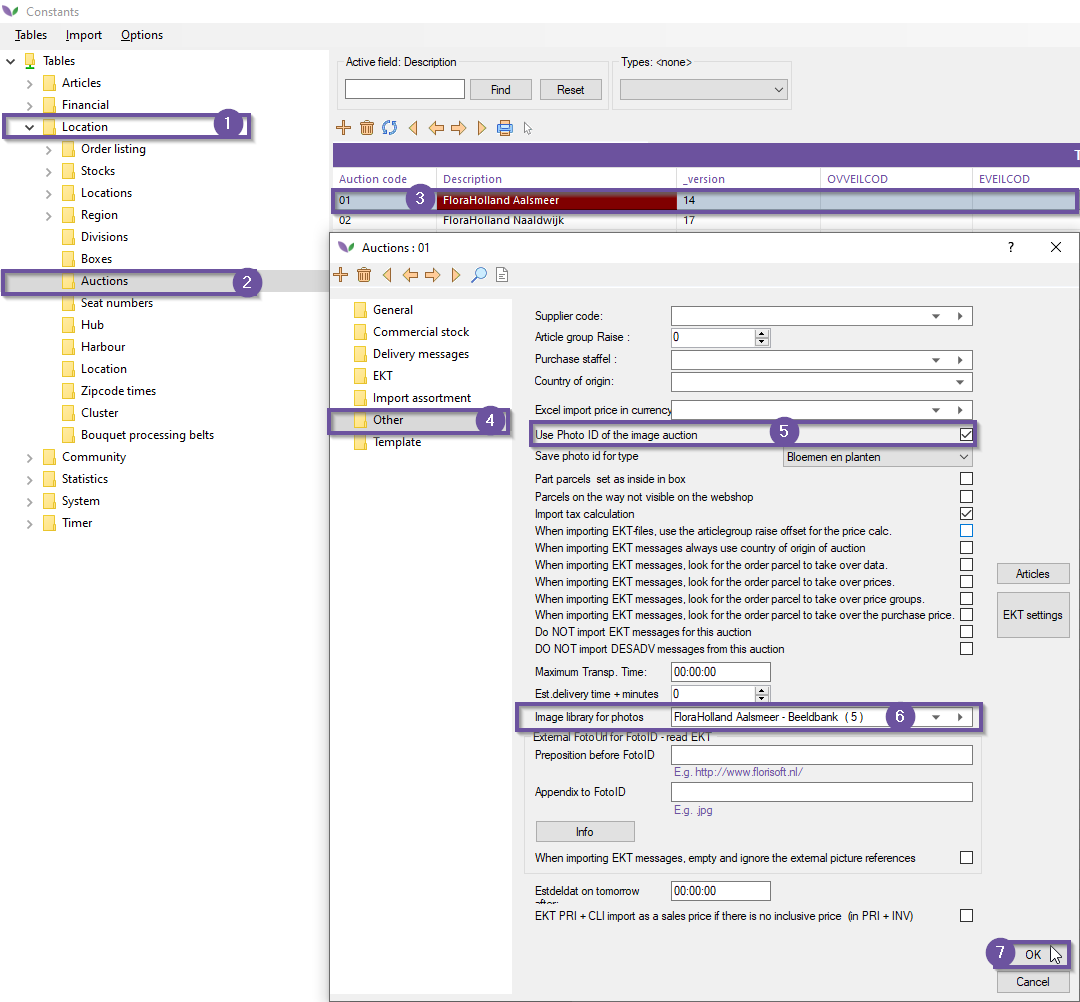 Constants
Tables Import Options
Tables
Articles
Financial
Location 1
Order listing
Stocks
Locations
Region
Divisions
Boxes
Auctions 2
Seat numbers
Hub
Harbour
Location
Zipcode times
Cluster
Bouquet processing belts
Community
Statistics
System
Timer
Active field: Description
Find
Reset
Types: <none>
T
Auction code Description _version OVVEILCOD EVEILCOD
01 3 FloraHolland Aalsmeer 14
02 FloraHolland Naaldwijk 17
Auctions : 01 ?
General
Commercial stock
Delivery messages
EKT
Import assortment
Other 4
Template
Supplier code:
Article group Raise : 0
Purchase staffel :
Country of origin:
Excel import price in currency
Use Photo ID of the image auction 5
Save photo id for type Bloemen en planten
Part parcels set as inside in box
Parcels on the way not visible on the webshop
Import tax calculation
When importing EKT-files, use the articlegroup raise offset for the price calc.
When importing EKT messages always use country of origin of auction
When importing EKT messages, look for the order parcel to take over data.
When importing EKT messages, look for the order parcel to take over prices.
When importing EKT messages, look for the order parcel to take over price groups.
When importing EKT messages, look for the order parcel to take over the purchase price.
Do NOT import EKT messages for this auction
DO NOT import DESADV messages from this auction
Articles
EKT settings
Maximum Transp. Time: 00:00:00
Est.delivery time + minutes 0
Image library for photos FloraHolland Aalsmeer - Beeldbank ( 5 ) 6
External FotoUrl for FotoID - read EKT
Preposition before FotoID
E.g. http://www.florisoft.nl/
Appendix to FotoID
E.g. .jpg
Info
When importing EKT messages, empty and ignore the external picture references
Estdeldat on tomorrow 00:00:00
after:
EKT PRI + CLI import as a sales price if there is no inclusive price (in PRI + INV)
7 OK
Cancel